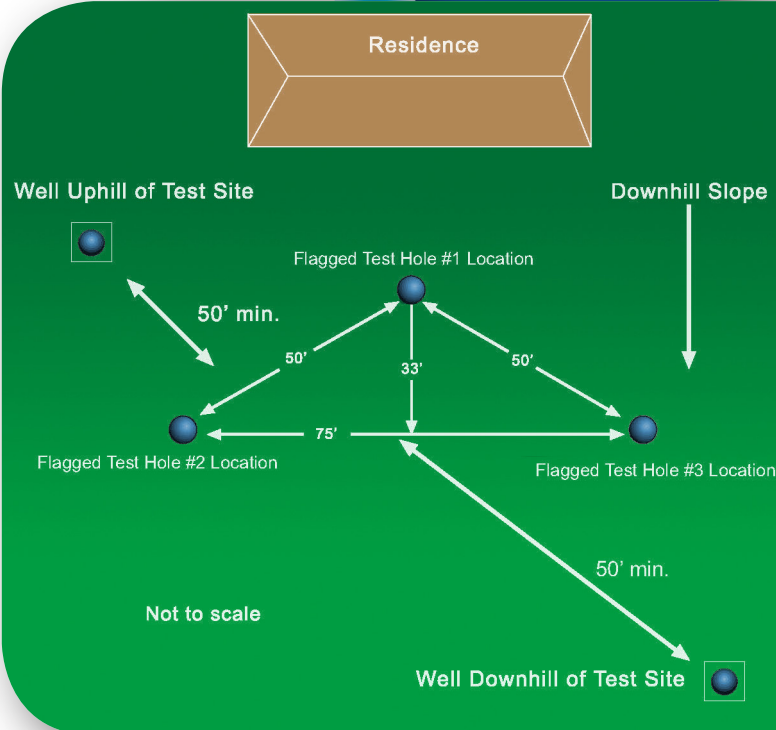 Residence
Well Uphill of Test Site
Downhill Slope
Flagged Test Hole #1 Location
50’ min.
50’
33’
50’
75’
Flagged Test Hole #2 Location
Flagged Test Hole #3 Location
50’ min.
Not to scale
Well Downhill of Test Site